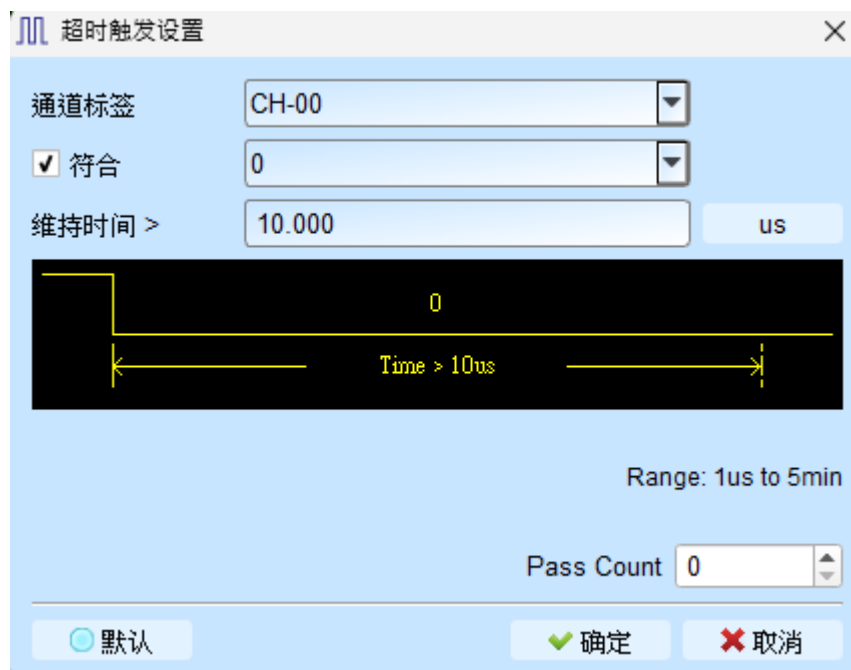 超时触发设置
通道标签 CH-00
符合 0
维持时间 > 10.000 us
0
Time > 10us
Range: 1us to 5min
Pass Count 0
默认 确定 取消